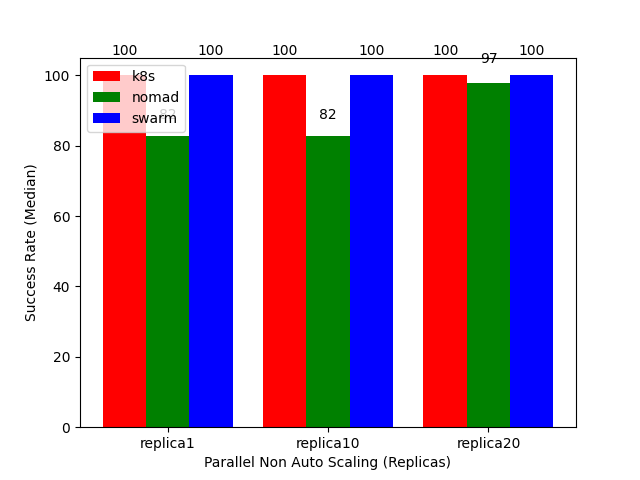 100 100 100 100 100 97 100
k8s
nomad
swarm
82
100
80
60
40
20
0
Success Rate (Median)
replica1 replica10 replica20
Parallel Non Auto Scaling (Replicas)